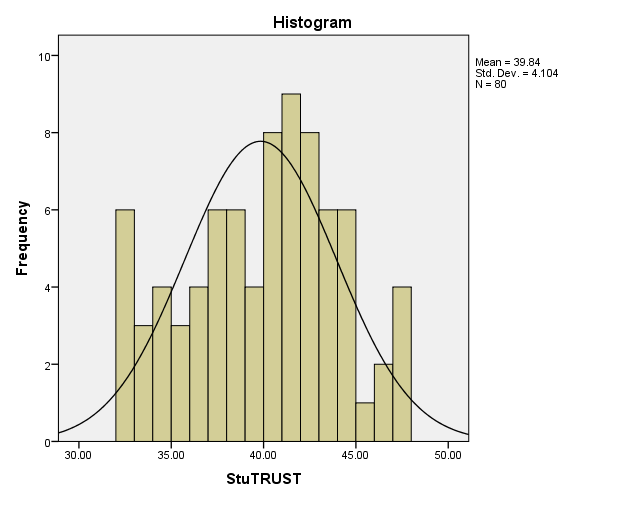 Histogram
Mean = 39.84
Std. Dev. = 4.104
N = 80
10
8
6
4
2
0
Frequency
30.00 35.00 40.00 45.00 50.00
StuTRUST